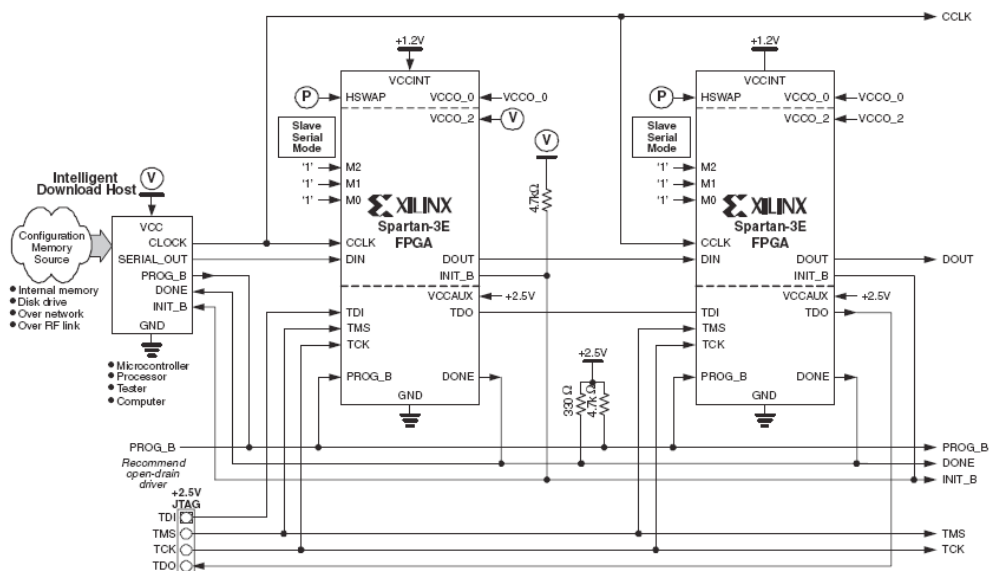 CCLK
+1.2V
VCCINT
P
HSWAP
VCCO_0
VCCO_0
VCCO_2
V
Slave
Serial
Mode
'1'
M2
'1'
M1
'1'
M0
XILINX
Spartan-3E
FPGA
CCLK
DIN
DOUT
INIT_B
VCCAUX
+2.5V
TDI
TDO
TMS
TCK
PROG_B
DONE
GND
V
4.7kΩ
+2.5V
330 Ω
4.7k Ω
+1.2V
VCCINT
P
HSWAP
VCCO_0
VCCO_0
VCCO_2
VCCO_2
Slave
Serial
Mode
'1'
M2
'1'
M1
'1'
M0
XILINX
Spartan-3E
FPGA
CCLK
DIN
DOUT
DOUT
INIT_B
VCCAUX
+2.5V
TDI
TDO
TMS
TCK
PROG_B
DONE
GND
Intelligent
Download Host
V
Configuration
Memory
Source
Internal memory
Disk drive
Over network
Over RF link
VCC
CLOCK
SERIAL_OUT
PROG_B
DONE
INIT_B
GND
Microcontroller
Processor
Tester
Computer
PROG_B
Recommend
open-drain
driver
PROG_B
DONE
INIT_B
+2.5V
JTAG
TDI
TMS
TCK
TDO
TMS
TCK